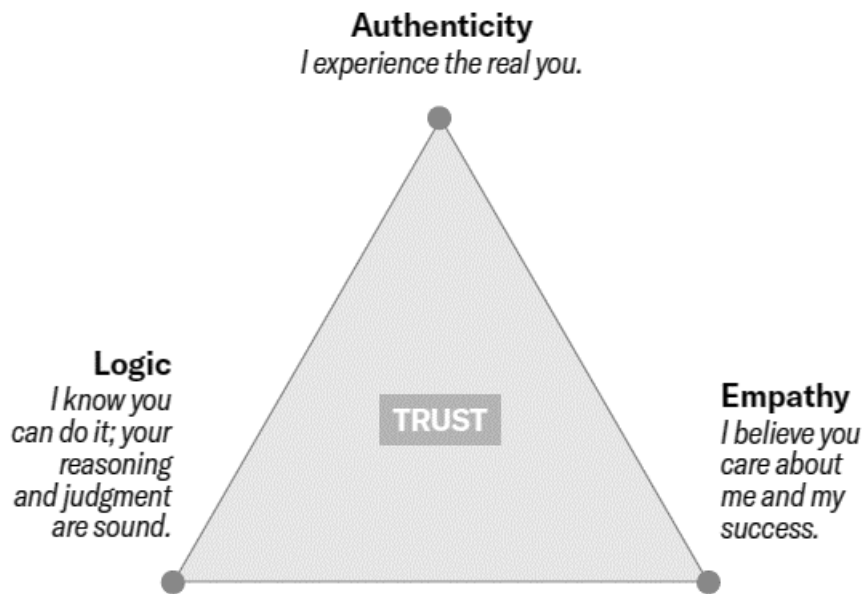 Authenticity
I experience the real you.
Logic
I know you
can do it; your
reasoning
and judgment
are sound.
TRUST
Empathy
I believe you
care about
me and my
success.